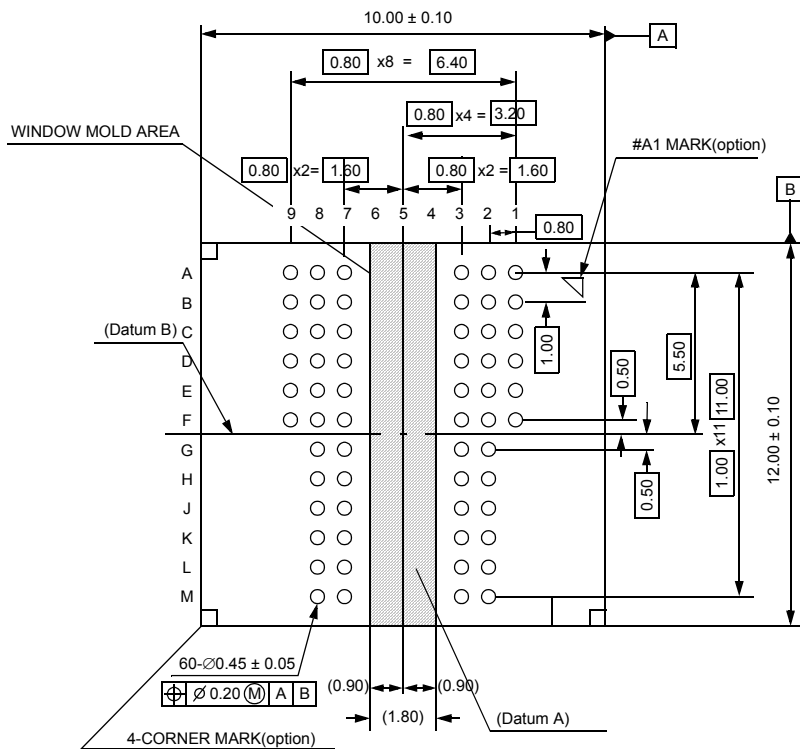 10.00 ± 0.10
A
0.80 x8 = 6.40
0.80 x4 = 3.20
WINDOW MOLD AREA
#A1 MARK(option)
0.80 x2= 1.60
0.80 x2 = 1.60
B
9 8 7 6 5 4 3 2 1
0.80
A
B
C
D
E
F
G
H
J
K
L
M
(Datum B)
1.00
0.50
5.50
0.50
1.00 x11 11.00
12.00 ± 0.10
60-∅0.45 ± 0.05
⌖ ∅ 0.20 Ⓜ A B
(0.90) (0.90)
(1.80)
(Datum A)
4-CORNER MARK(option)